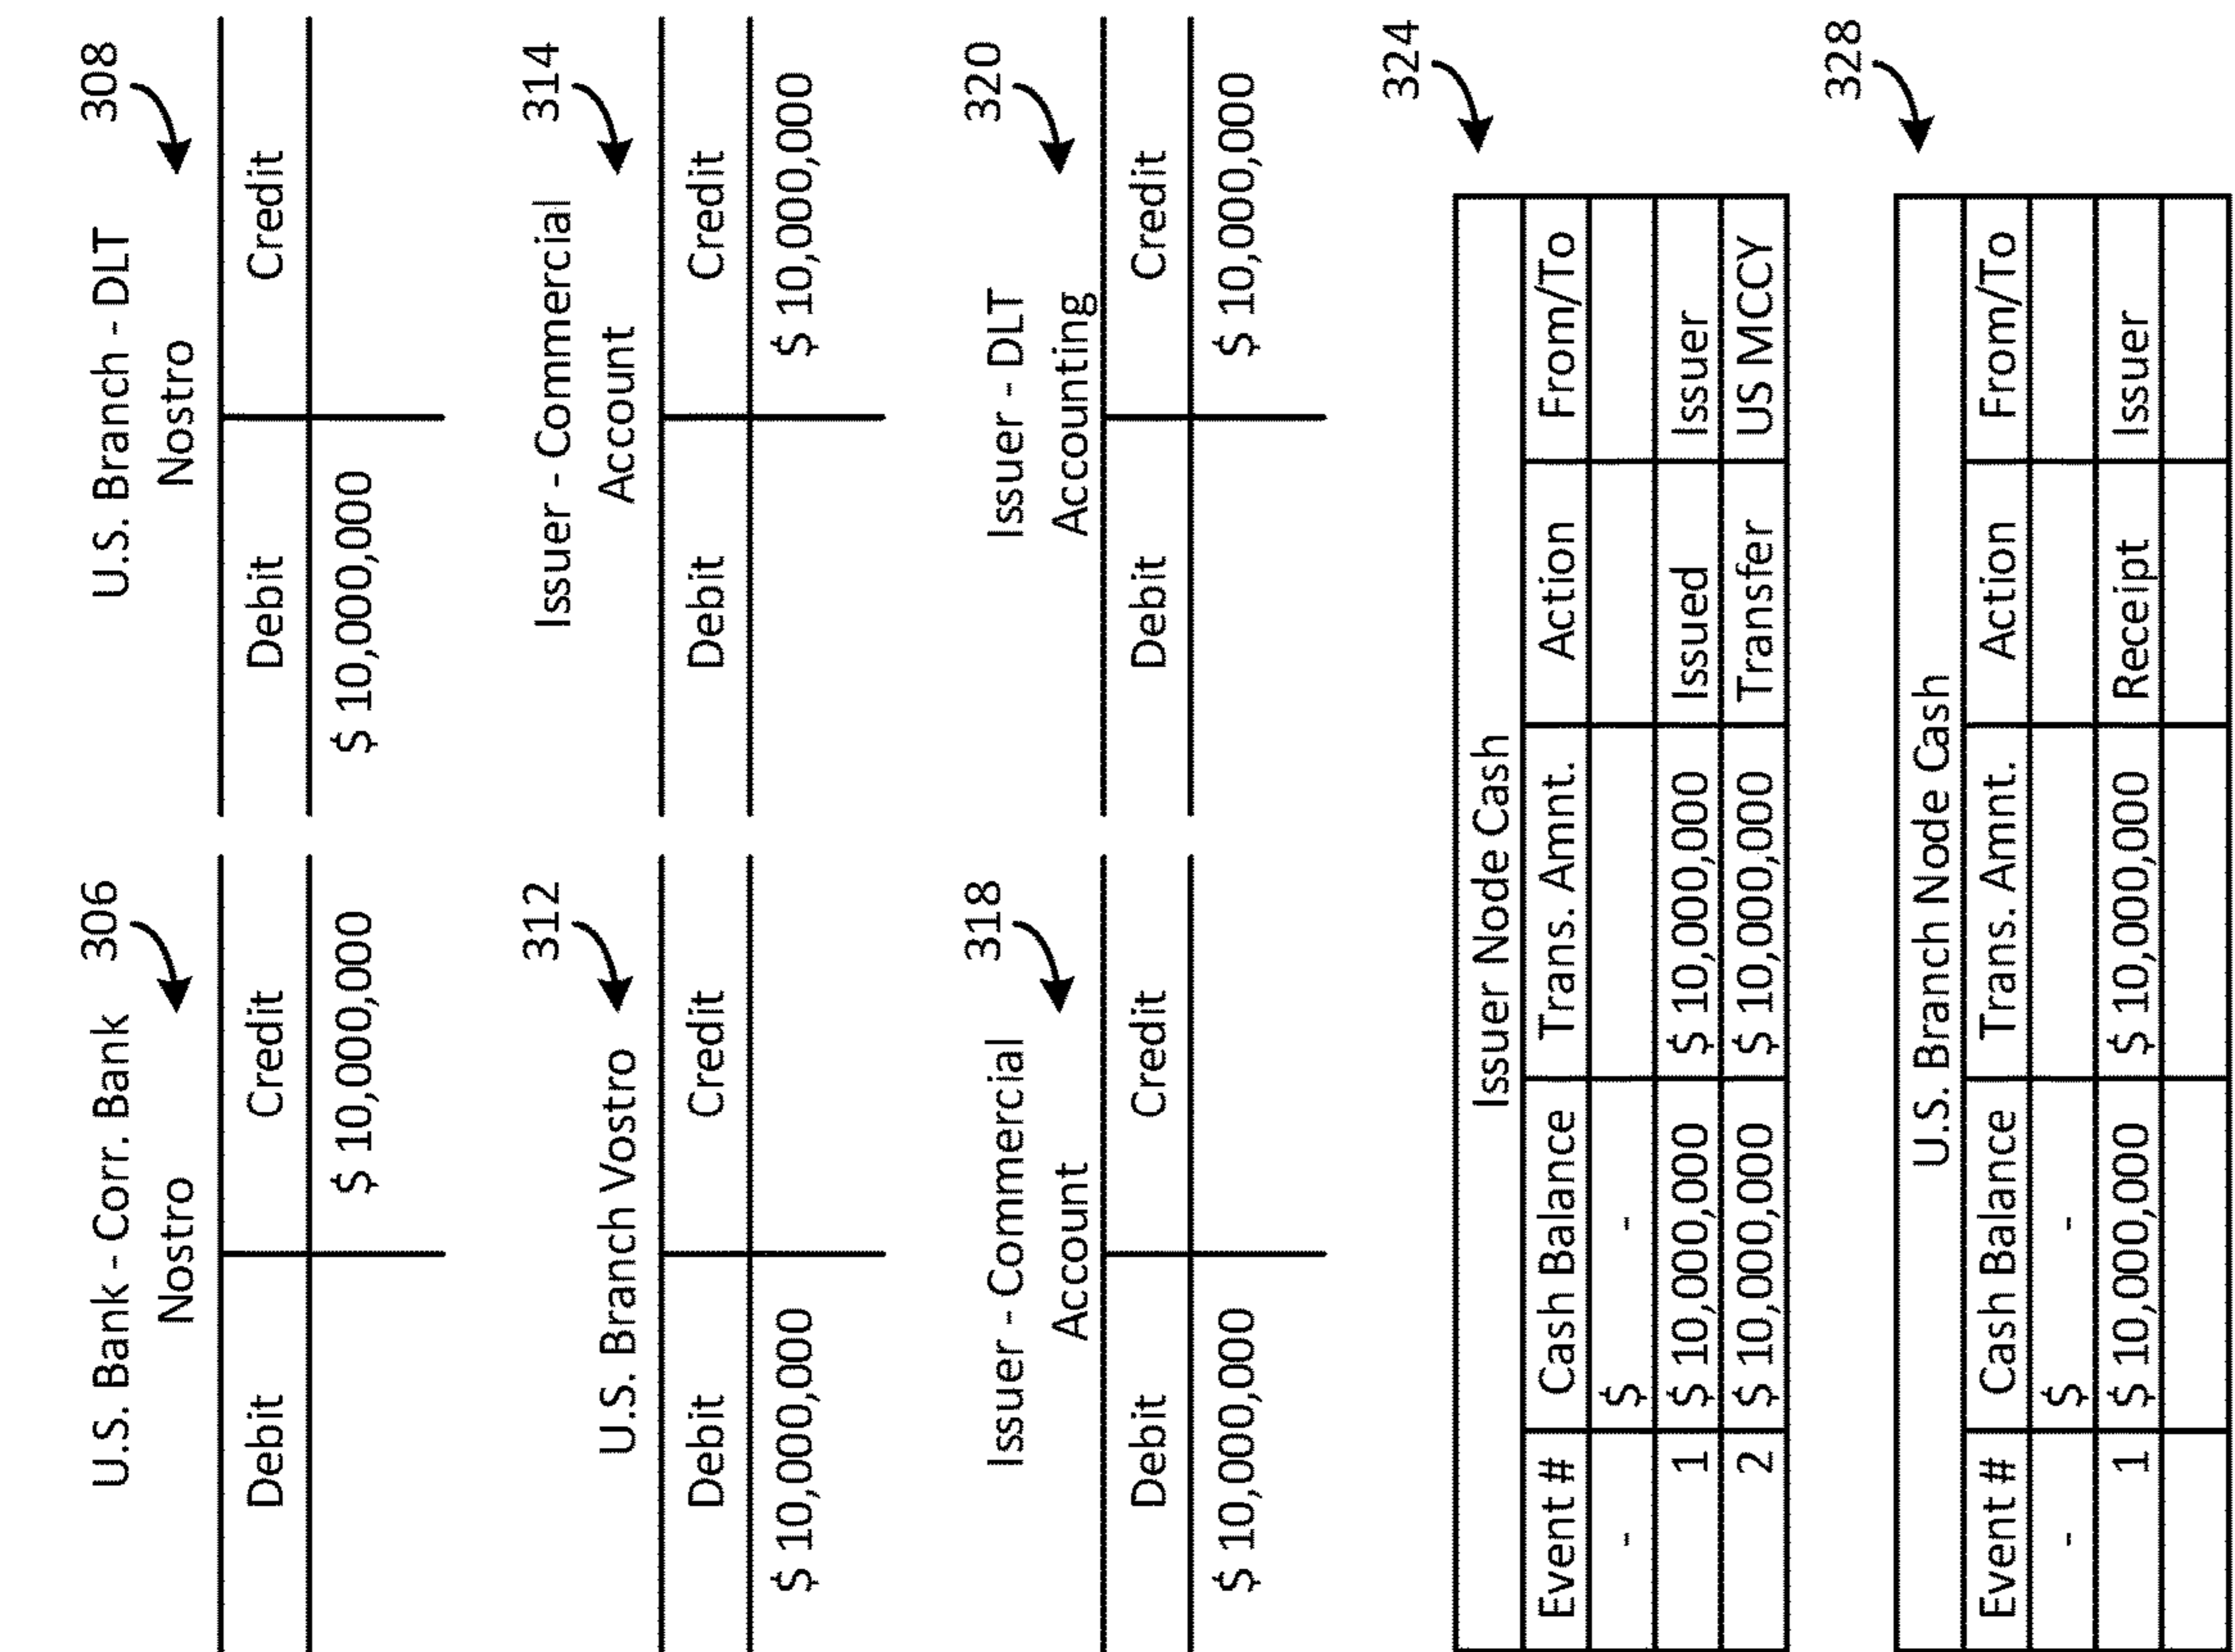 U.S. Bank - Corr. Bank 306
Nostro
Debit Credit
$ 10,000,000
U.S. Branch - DLT 308
Nostro
Debit Credit
$ 10,000,000
312
U.S. Branch Vostro
Debit Credit
$ 10,000,000
314
Issuer - Commercial
Account
Debit Credit
$ 10,000,000
318
Issuer - Commercial
Account
Debit Credit
$ 10,000,000
320
Issuer - DLT
Accounting
Debit Credit
$ 10,000,000
324
Issuer Node Cash
Event # Cash Balance Trans. Amnt. Action From/To
- $ -
1 $ 10,000,000 $ 10,000,000 Issued Issuer
2 $ 10,000,000 $ 10,000,000 Transfer US MCCY
328
U.S. Branch Node Cash
Event # Cash Balance Trans. Amnt. Action From/To
- $ -
1 $ 10,000,000 $ 10,000,000 Receipt Issuer